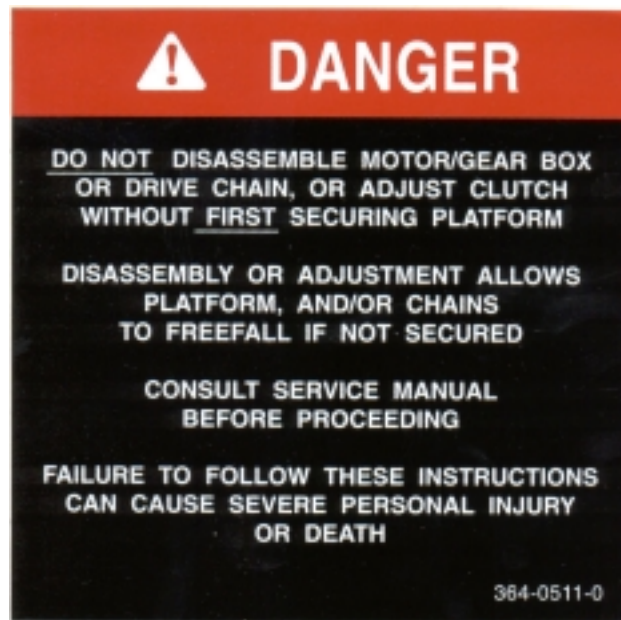 DANGER
DO NOT DISASSEMBLE MOTOR/GEAR BOX
OR DRIVE CHAIN, OR ADJUST CLUTCH
WITHOUT FIRST SECURING PLATFORM
DISASSEMBLY OR ADJUSTMENT ALLOWS
PLATFORM, AND/OR CHAINS
TO FREEFALL IF NOT SECURED
CONSULT SERVICE MANUAL
BEFORE PROCEEDING
FAILURE TO FOLLOW THESE INSTRUCTIONS
CAN CAUSE SEVERE PERSONAL INJURY
OR DEATH
364-0511-0